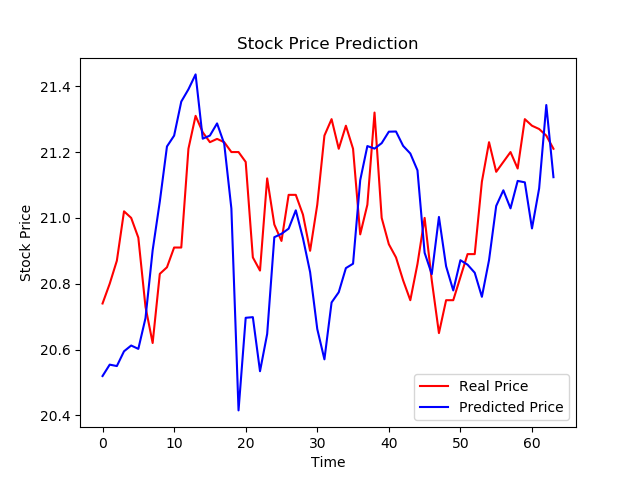 Stock Price Prediction
Stock Price
21.4
21.2
21.0
20.8
20.6
20.4
0 10 20 30 40 50 60
Time
Real Price
Predicted Price